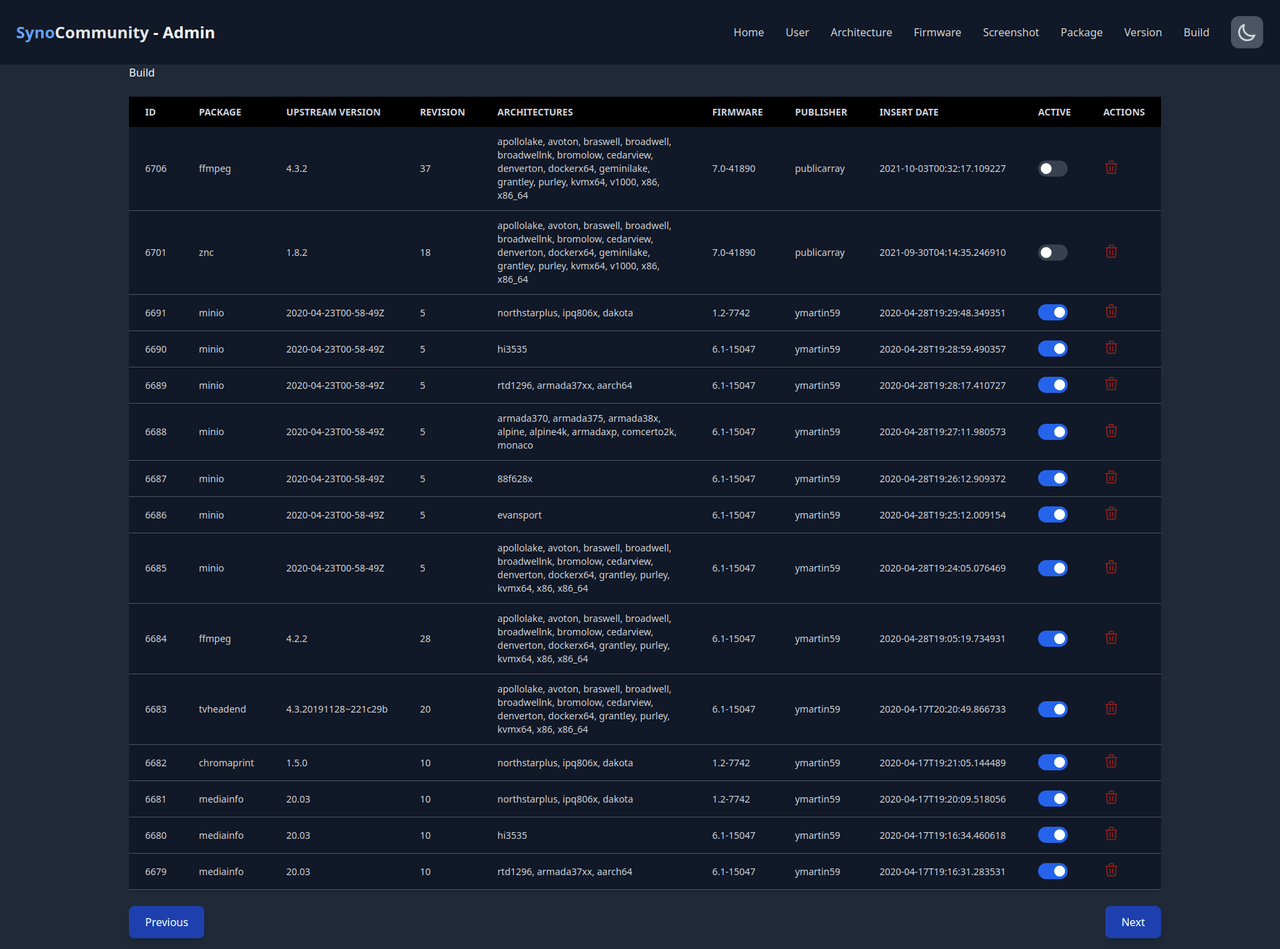 SynoCommunity - Admin
Home User Architecture Firmware Screenshot Package Version Build
Build
ID PACKAGE UPSTREAM VERSION REVISION ARCHITECTURES FIRMWARE PUBLISHER INSERT DATE ACTIVE ACTIONS
apollolake, avoton, braswell, broadwell,
broadwellnk, bromolow, cedarview,
6706 ffmpeg 4.3.2 37 denverton, dockerx64, geminilake, 7.0-41890 publicarray 2021-10-03T00:32:17.109227
grantley, purley, kvmx64, v1000, x86,
x86_64
apollolake, avoton, braswell, broadwell,
broadwellnk, bromolow, cedarview,
6701 znc 1.8.2 18 denverton, dockerx64, geminilake, 7.0-41890 publicarray 2021-09-30T04:14:35.246910
grantley, purley, kvmx64, v1000, x86,
x86_64
6691 minio 2020-04-23T00-58-49Z 5 northstarplus, ipq806x, dakota 1.2-7742 ymartin59 2020-04-28T19:29:48.349351
6690 minio 2020-04-23T00-58-49Z 5 hi3535 6.1-15047 ymartin59 2020-04-28T19:28:59.490357
6689 minio 2020-04-23T00-58-49Z 5 rtd1296, armada37xx, aarch64 6.1-15047 ymartin59 2020-04-28T19:28:17.410727
armada370, armada375, armada38x,
6688 minio 2020-04-23T00-58-49Z 5 alpine, alpine4k, armadaxp, comcerto2k, 6.1-15047 ymartin59 2020-04-28T19:27:11.980573
monaco
6687 minio 2020-04-23T00-58-49Z 5 88f628x 6.1-15047 ymartin59 2020-04-28T19:26:12.909372
6686 minio 2020-04-23T00-58-49Z 5 evansport 6.1-15047 ymartin59 2020-04-28T19:25:12.009154
apollolake, avoton, braswell, broadwell,
broadwellnk, bromolow, cedarview,
6685 minio 2020-04-23T00-58-49Z 5 denverton, dockerx64, grantley, purley, 6.1-15047 ymartin59 2020-04-28T19:24:05.076469
kvmx64, x86, x86_64
apollolake, avoton, braswell, broadwell,
broadwellnk, bromolow, cedarview,
6684 ffmpeg 4.2.2 28 denverton, dockerx64, grantley, purley, 6.1-15047 ymartin59 2020-04-28T19:05:19.734931
kvmx64, x86, x86_64
apollolake, avoton, braswell, broadwell,
broadwellnk, bromolow, cedarview,
6683 tvheadend 4.3.20191128~221c29b 20 denverton, dockerx64, grantley, purley, 6.1-15047 ymartin59 2020-04-17T20:20:49.866733
kvmx64, x86, x86_64
6682 chromaprint 1.5.0 10 northstarplus, ipq806x, dakota 1.2-7742 ymartin59 2020-04-17T19:21:05.144489
6681 mediainfo 20.03 10 northstarplus, ipq806x, dakota 1.2-7742 ymartin59 2020-04-17T19:20:09.518056
6680 mediainfo 20.03 10 hi3535 6.1-15047 ymartin59 2020-04-17T19:16:34.460618
6679 mediainfo 20.03 10 rtd1296, armada37xx, aarch64 6.1-15047 ymartin59 2020-04-17T19:16:31.283531
Previous Next